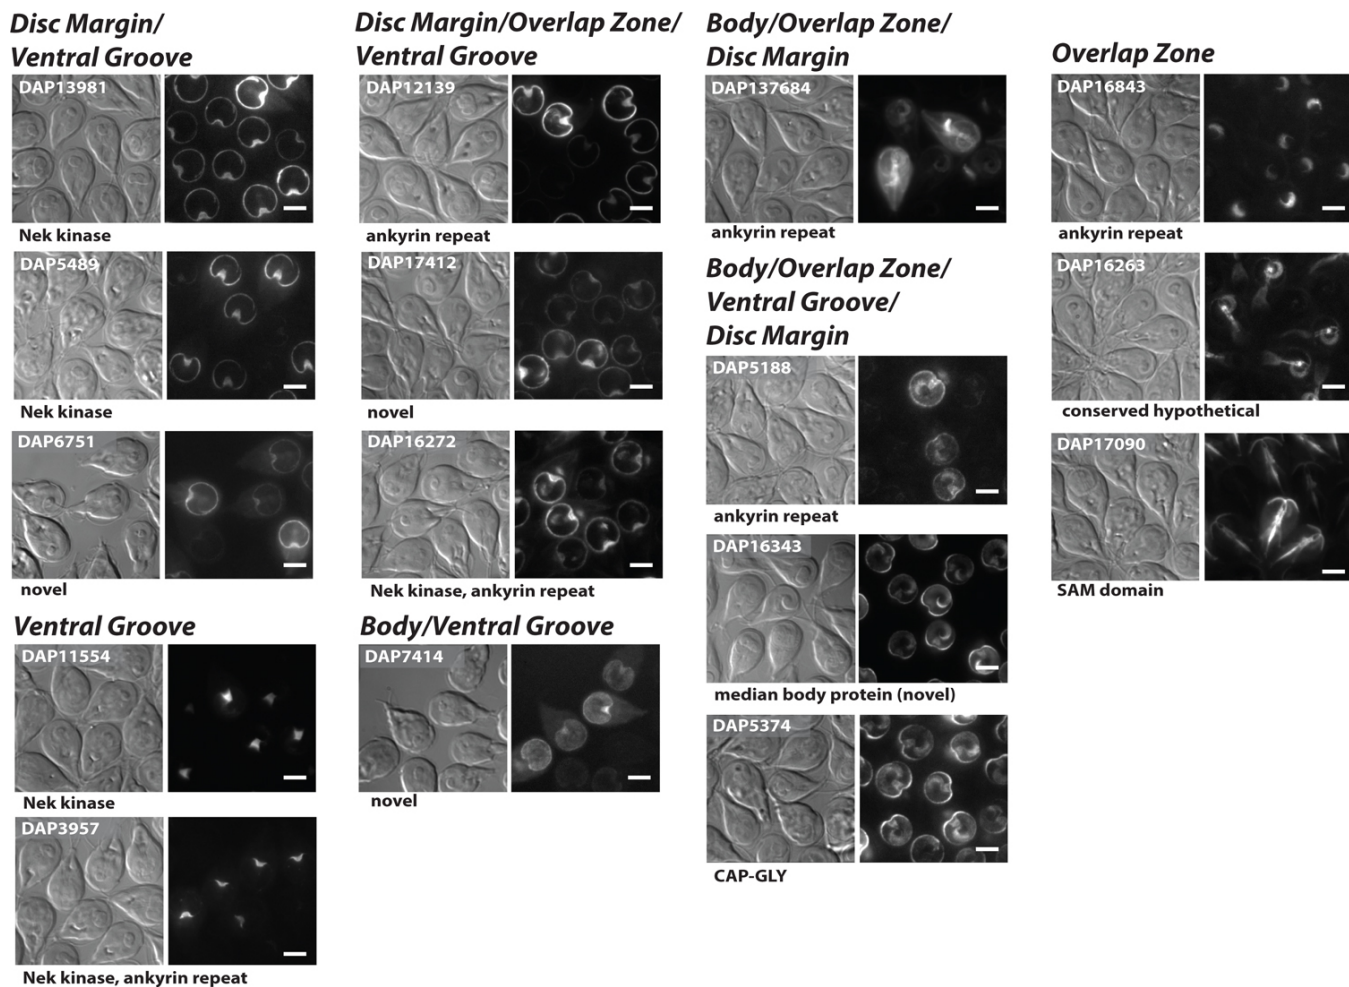 Disc Margin/
Ventral Groove
DAP13981
Nek kinase
DAP5489
Nek kinase
DAP6751
novel
Ventral Groove
DAP11554
Nek kinase
DAP3957
Nek kinase, ankyrin repeat
Disc Margin/Overlap Zone/
Ventral Groove
DAP12139
ankyrin repeat
DAP17412
novel
DAP16272
Nek kinase, ankyrin repeat
Body/Ventral Groove
DAP7414
novel
Body/Overlap Zone/
Disc Margin
DAP137684
ankyrin repeat
Body/Overlap Zone/
Ventral Groove/
Disc Margin
DAP5188
ankyrin repeat
DAP16343
median body protein (novel)
DAP5374
CAP-GLY
Overlap Zone
DAP16843
ankyrin repeat
DAP16263
conserved hypothetical
DAP17090
SAM domain